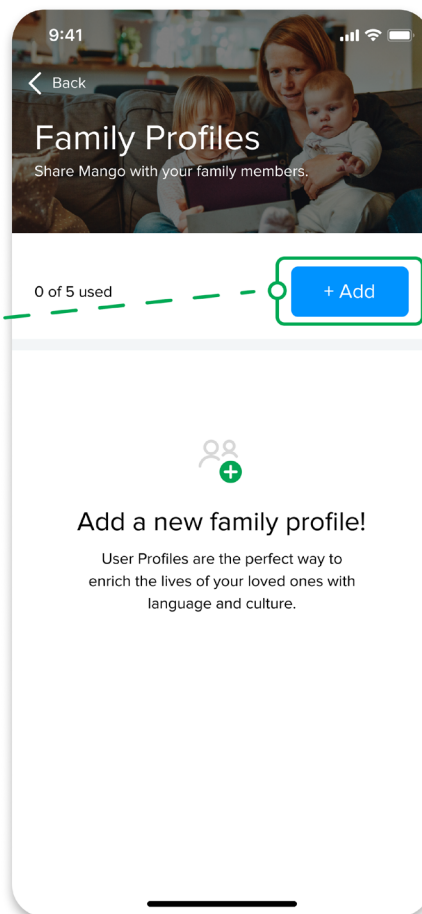 9:41
Back
Family Profiles
Share Mango with your family members.
0 of 5 used
+ Add
Add a new family profile!
User Profiles are the perfect way to
enrich the lives of your loved ones with
language and culture.